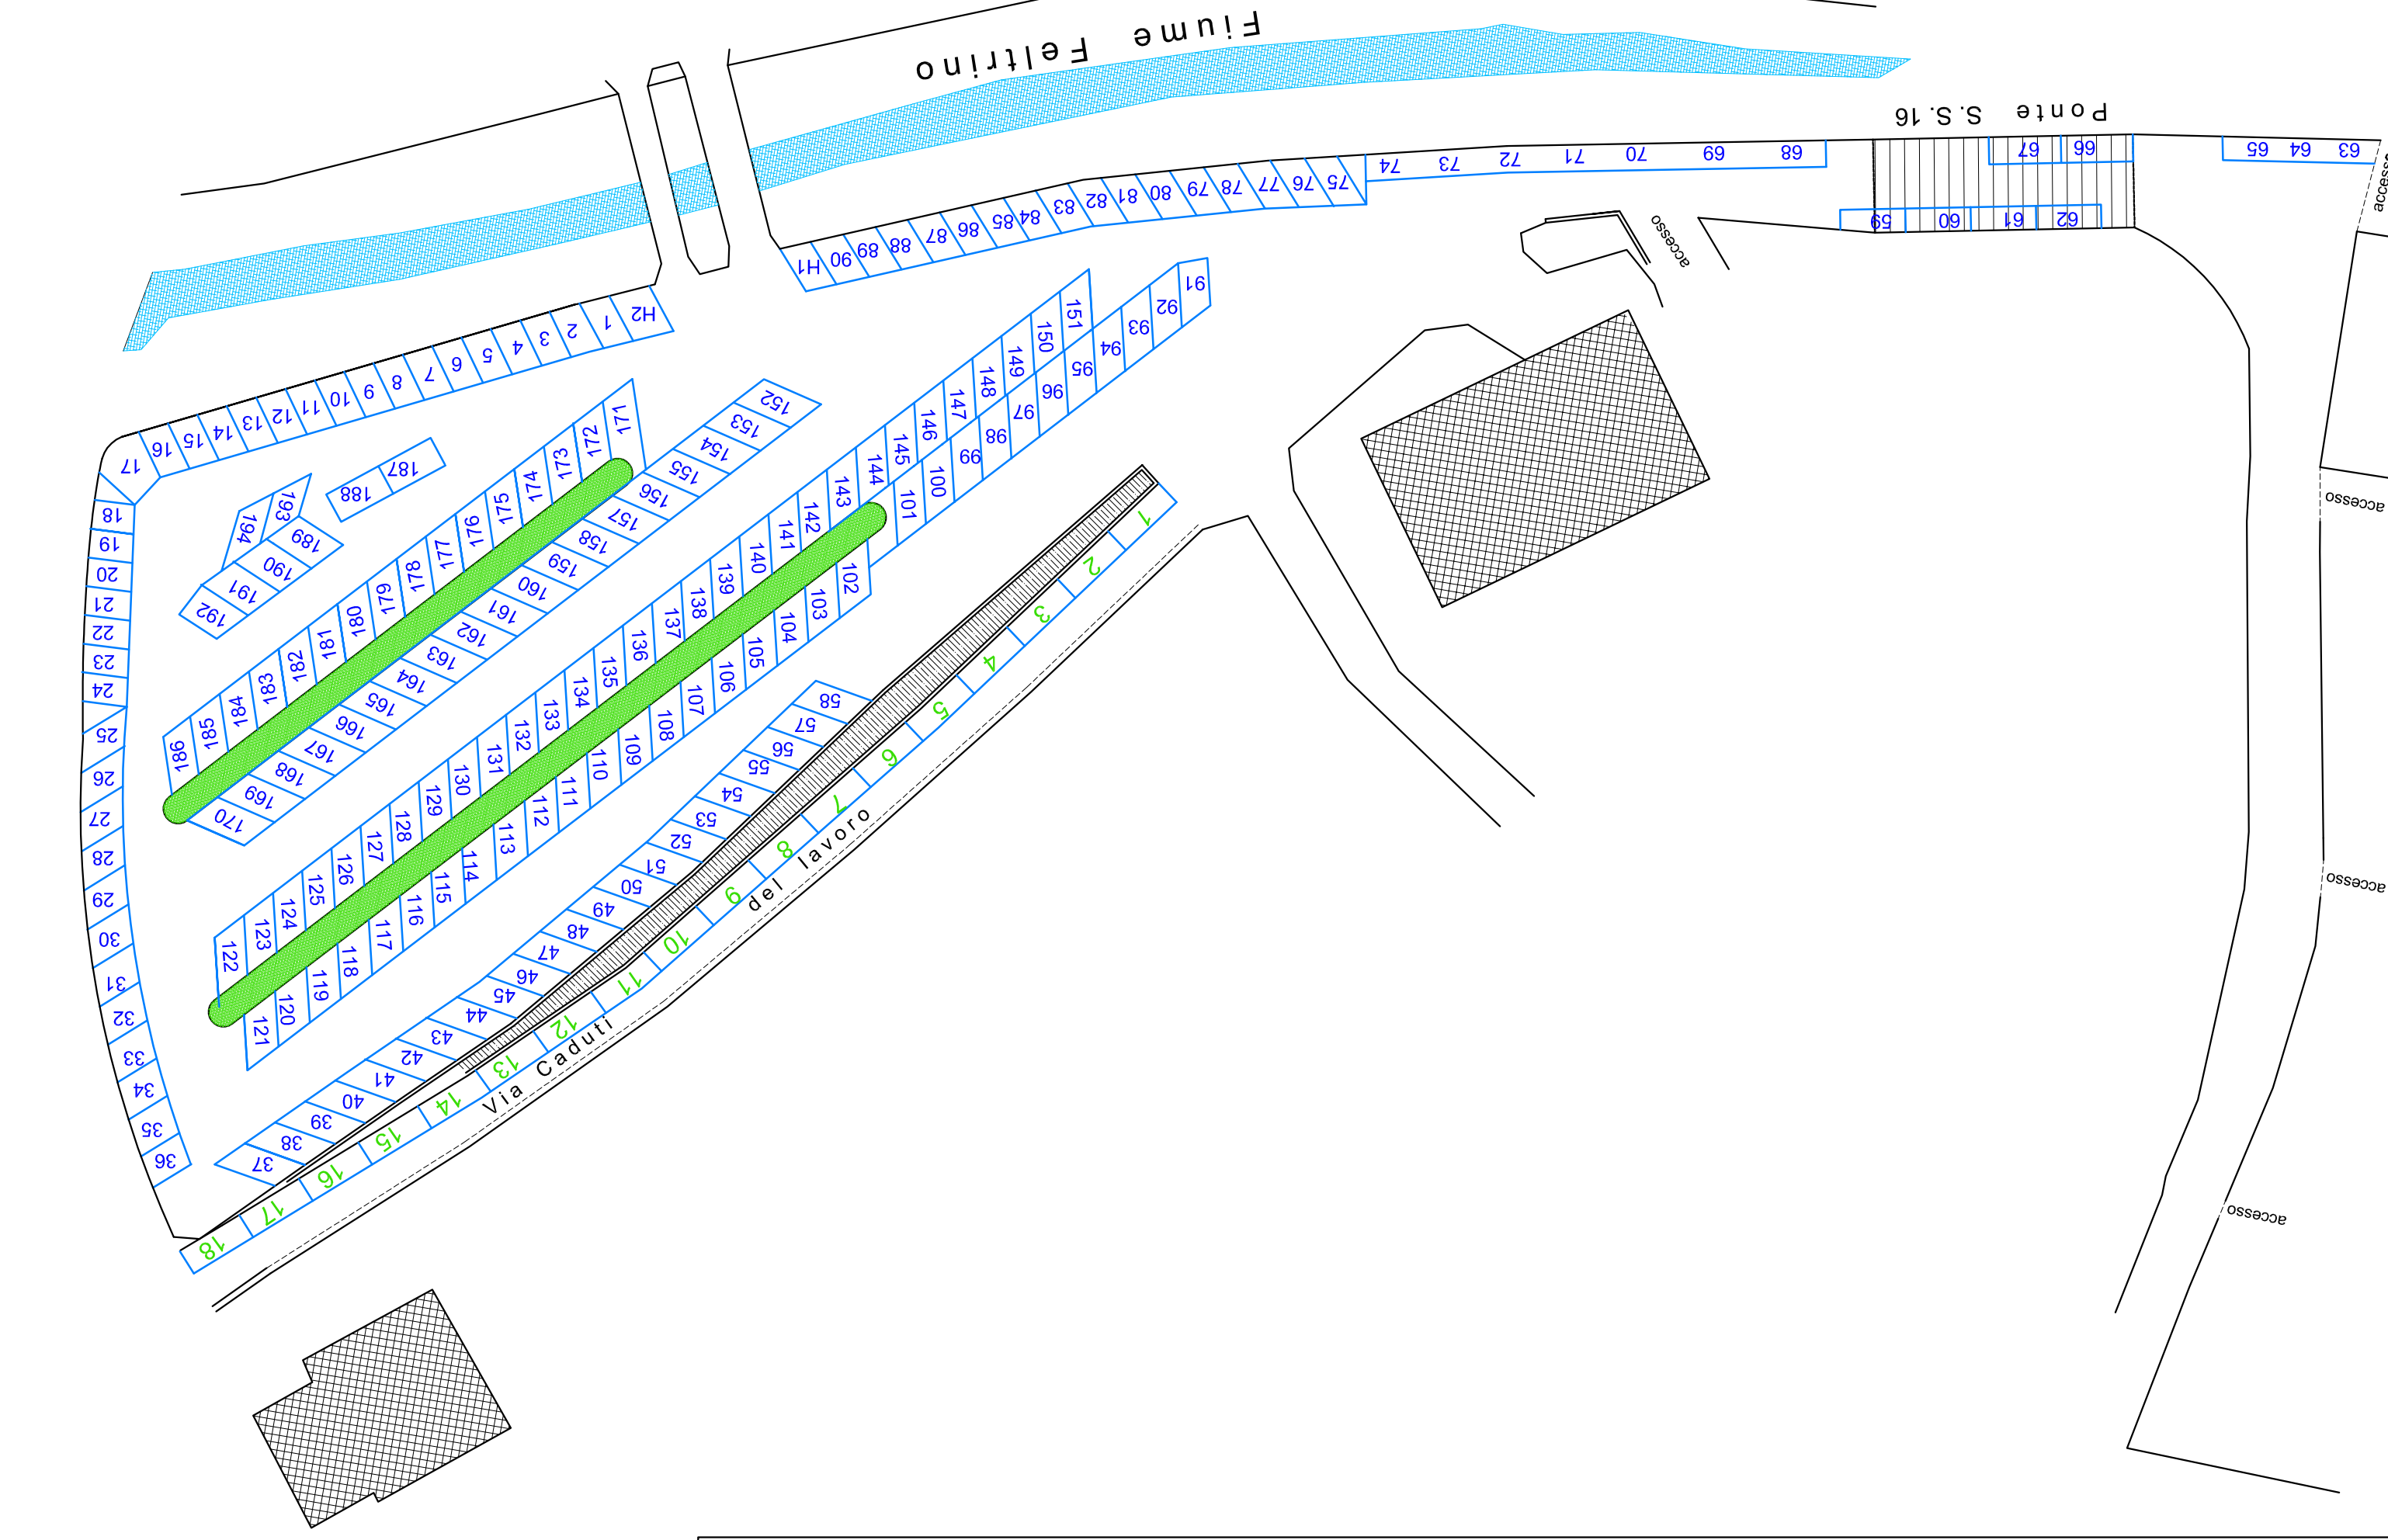 Fiume Feltrino
Ponte S.S.16
63 64 65
66 67
68 69 70 71 72 73 74
62 61 60 59
75 76 77 78 79 80 81 82 83 84 85 86 87 88 89 90 H1
accesso
accesso
accesso
accesso
accesso
H2 1 2 3 4 5 6 7 8 9 10 11 12 13 14 15 16 17
18
19
20
21
22
23
24
25
26
27
28
29
30
31
32
33
34
35
36
187 188
193 194
189 190 191 192
171 172 173 174 175 176 177 178 179 180 181 182 183 184 185 186
152 153 154 155 156 157 158 159 160 161 162 163 164 165 166 167 168 169 170
122 123 124 125 126 127 128 129 130 131 132 133 134 135 136 137 138 139 140 141 142 143 144 145 146 147 148 149 150 151
91 92 93 94 95 96 97 98 99 100 101
102 103 104 105 106 107 108 109 110 111 112 113 114 115 116 117 118 119 120 121
58 57 56 55 54 53 52 51 50 49 48 47 46 45 44 43 42 41 40 39 38 37
1 2 3 4 5 6 7 8 9 10 11 12 13 14 15 16 17 18
Via Caduti del lavoro